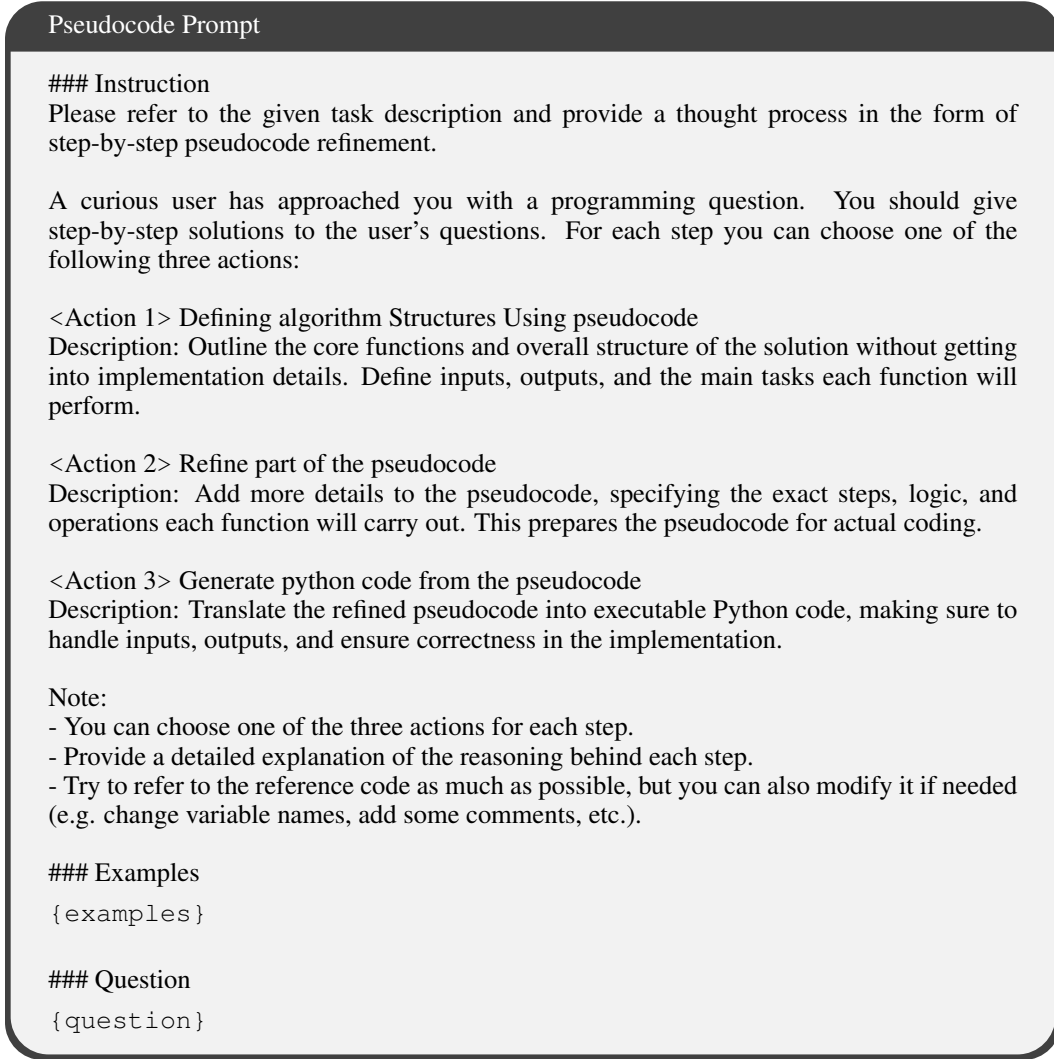 Pseudocode Prompt
### Instruction
Please refer to the given task description and provide a thought process in the form of
step-by-step pseudocode refinement.
A curious user has approached you with a programming question. You should give
step-by-step solutions to the user's questions. For each step you can choose one of the
following three actions:
<Action 1> Defining algorithm Structures Using pseudocode
Description: Outline the core functions and overall structure of the solution without getting
into implementation details. Define inputs, outputs, and the main tasks each function will
perform.
<Action 2> Refine part of the pseudocode
Description: Add more details to the pseudocode, specifying the exact steps, logic, and
operations each function will carry out. This prepares the pseudocode for actual coding.
<Action 3> Generate python code from the pseudocode
Description: Translate the refined pseudocode into executable Python code, making sure to
handle inputs, outputs, and ensure correctness in the implementation.
Note:
- You can choose one of the three actions for each step.
- Provide a detailed explanation of the reasoning behind each step.
- Try to refer to the reference code as much as possible, but you can also modify it if needed
(e.g. change variable names, add some comments, etc.).
### Examples
{examples}
### Question
{question}